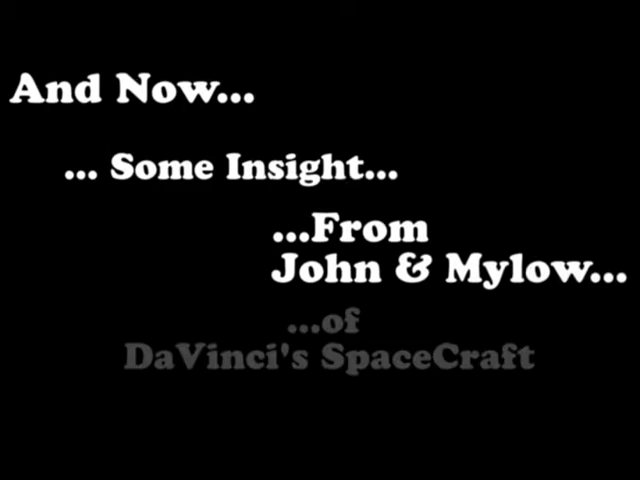 And Now...
... Some Insight...
...From
John & Mylow...
...of
DaVinci's SpaceCraft